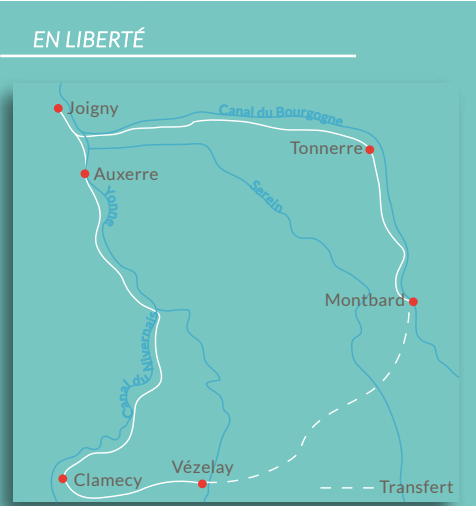 EN LIBERTÉ
Joigny
Canal du Bourgogne
Tonnerre
Auxerre
Yonne
Serein
Montbard
Canal du Nivernais
Vézelay
Clamecy
Transfert